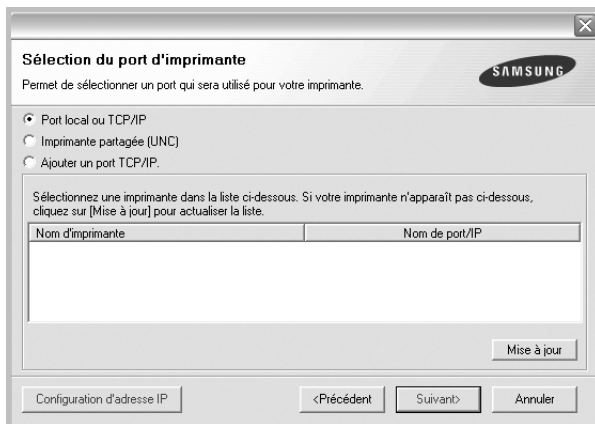 Sélection du port d'imprimante
Permet de sélectionner un port qui sera utilisé pour votre imprimante.
SAMSUNG
Port local ou TCP/IP
Imprimante partagée (UNC)
Ajouter un port TCP/IP.
Sélectionnez une imprimante dans la liste ci-dessous. Si votre imprimante n'apparaît pas ci-dessous,
cliquez sur [Mise à jour] pour actualiser la liste.
Nom d'imprimante Nom de port/IP
Mise à jour
Configuration d'adresse IP <Précédent Suivant> Annuler